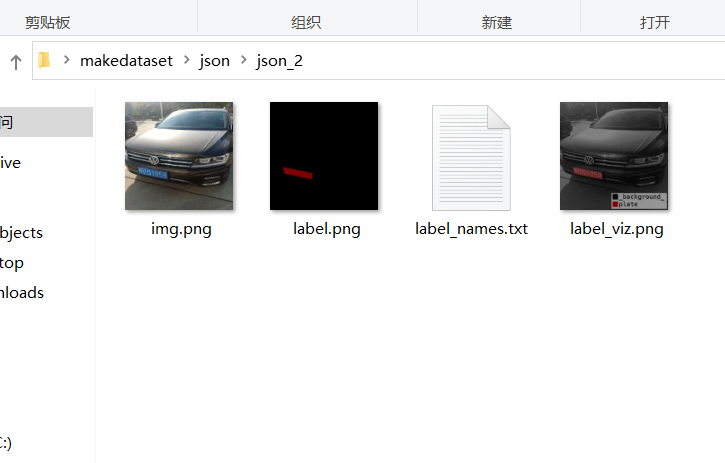 剪贴板
组织
新建
打开
makedataset
json
json_2
问
ive
bjects
top
nloads
C:)
img.png
label.png
label_names.txt
label_viz.png
_background_
plate